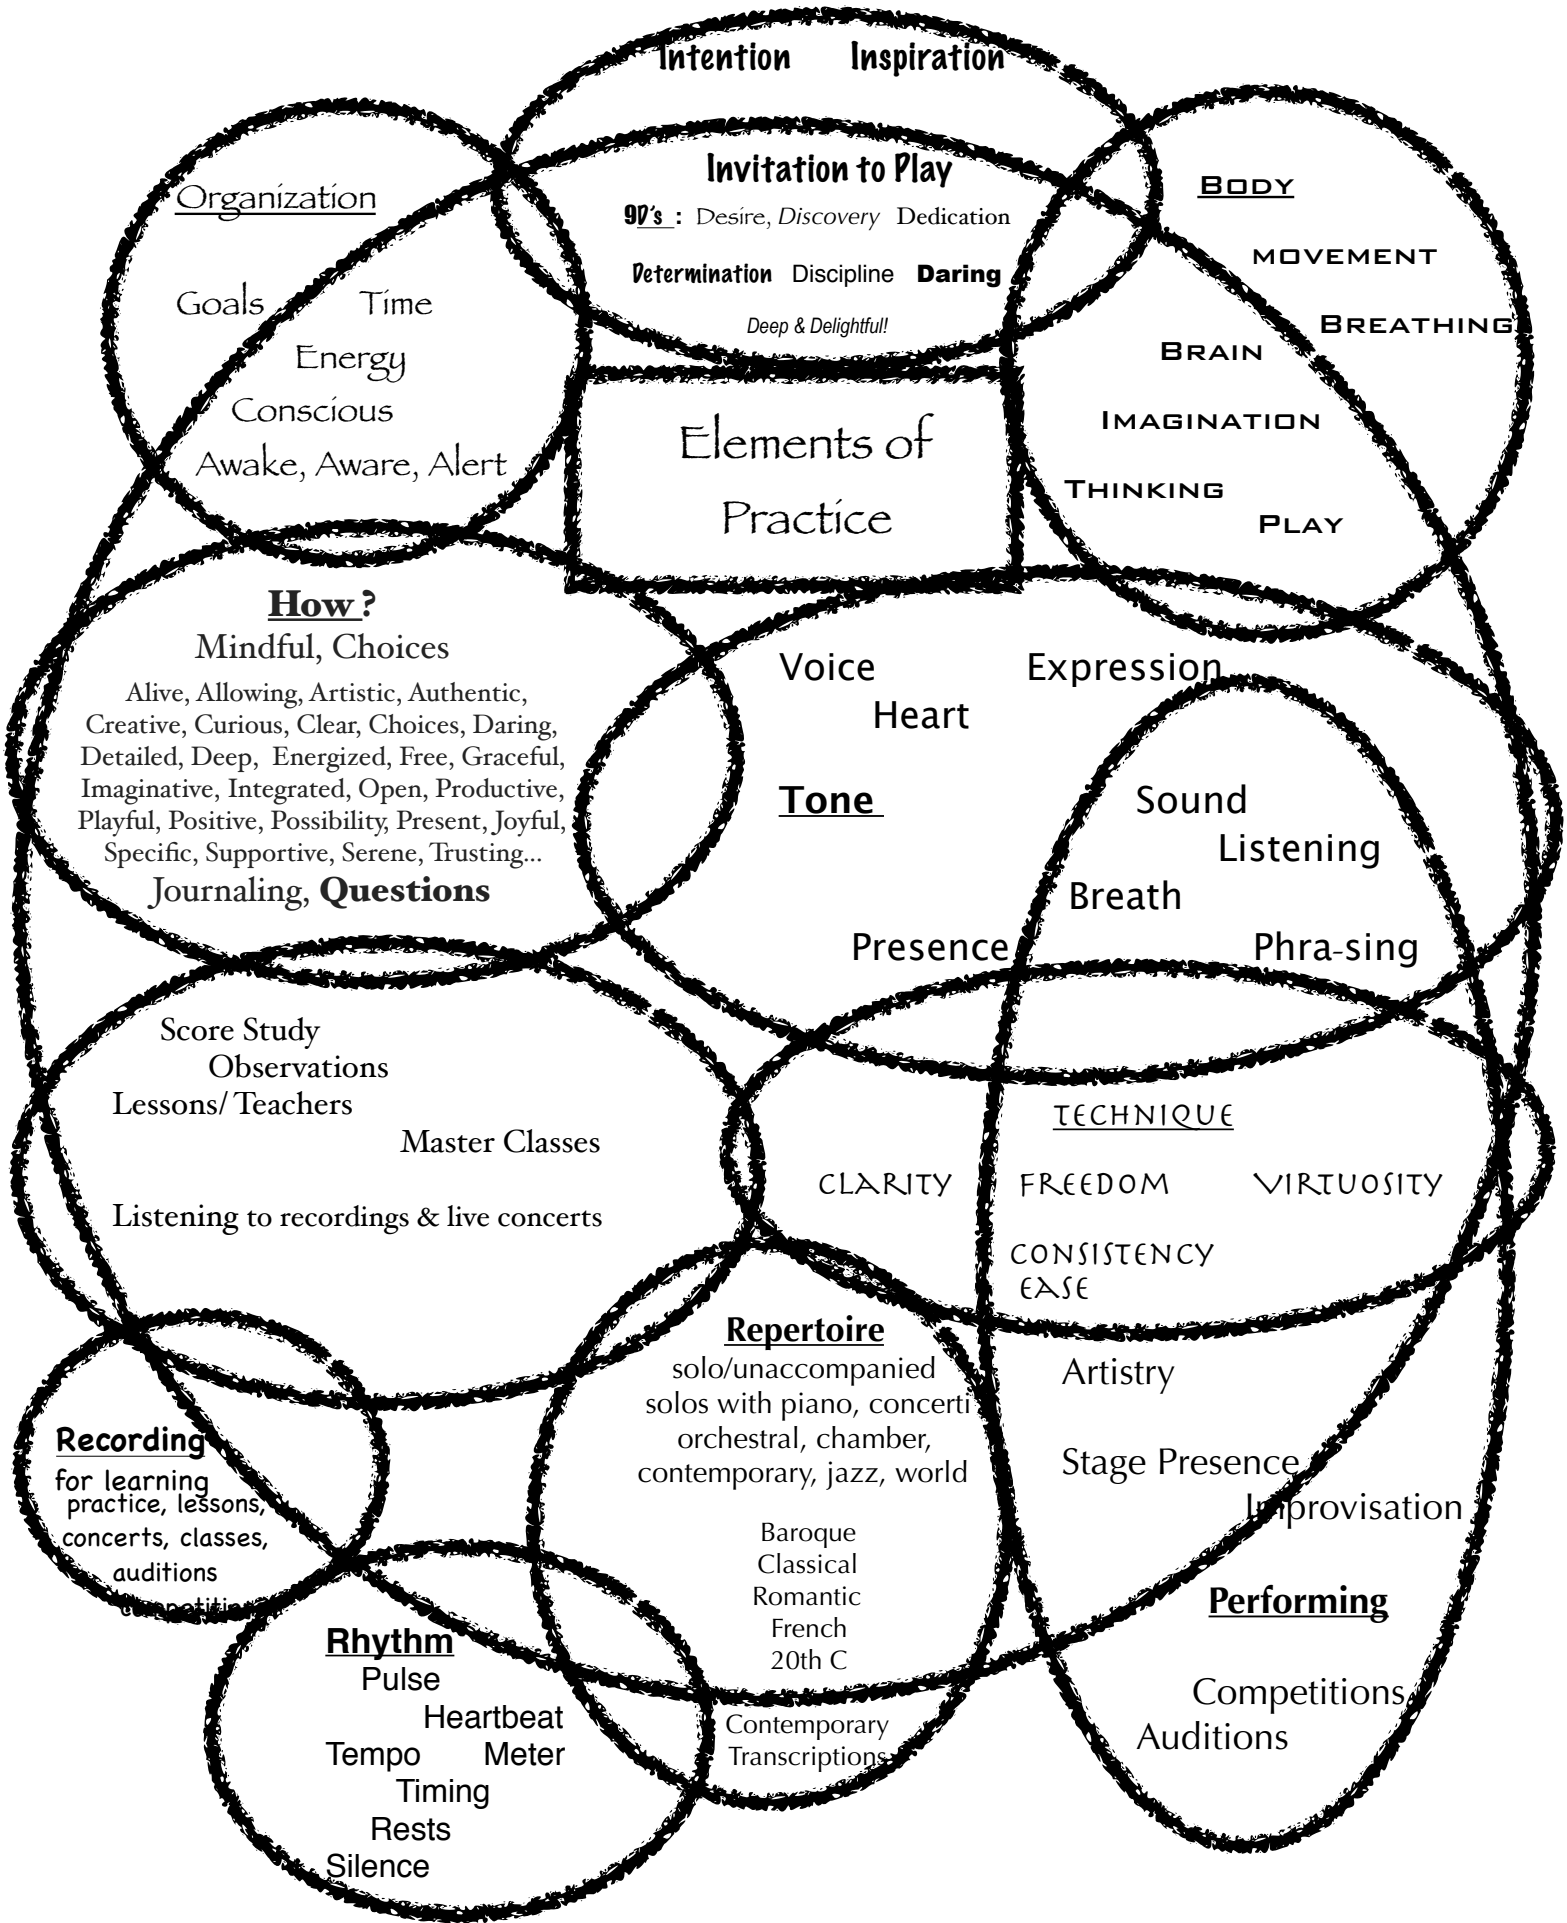 Intention Inspiration
Invitation to Play
9D's : Desire, Discovery Dedication
Determination Discipline Daring
Deep & Delightful!
Organization
Goals Time
Energy
Conscious
Awake, Aware, Alert
Elements of
Practice
BODY
MOVEMENT
BREATHING
BRAIN
IMAGINATION
THINKING
PLAY
How ?
Mindful, Choices
Alive, Allowing, Artistic, Authentic,
Creative, Curious, Clear, Choices, Daring,
Detailed, Deep, Energized, Free, Graceful,
Imaginative, Integrated, Open, Productive,
Playful, Positive, Possibility, Present, Joyful,
Specific, Supportive, Serene, Trusting...
Journaling, Questions
Voice Expression
Heart
Tone
Sound
Listening
Breath
Presence Phra-sing
Score Study
Observations
Lessons/ Teachers
Master Classes
Listening to recordings & live concerts
TECHNIQUE
CLARITY FREEDOM VIRTUOSITY
CONSISTENCY
EASE
Repertoire
solo/unaccompanied
solos with piano, concerti
orchestral, chamber,
contemporary, jazz, world
Baroque
Classical
Romantic
French
20th C
Contemporary
Transcriptions
Artistry
Stage Presence
Improvisation
Performing
Competitions
Auditions
Recording
for learning
practice, lessons,
concerts, classes,
auditions
Rhythm
Pulse
Heartbeat
Tempo Meter
Timing
Rests
Silence